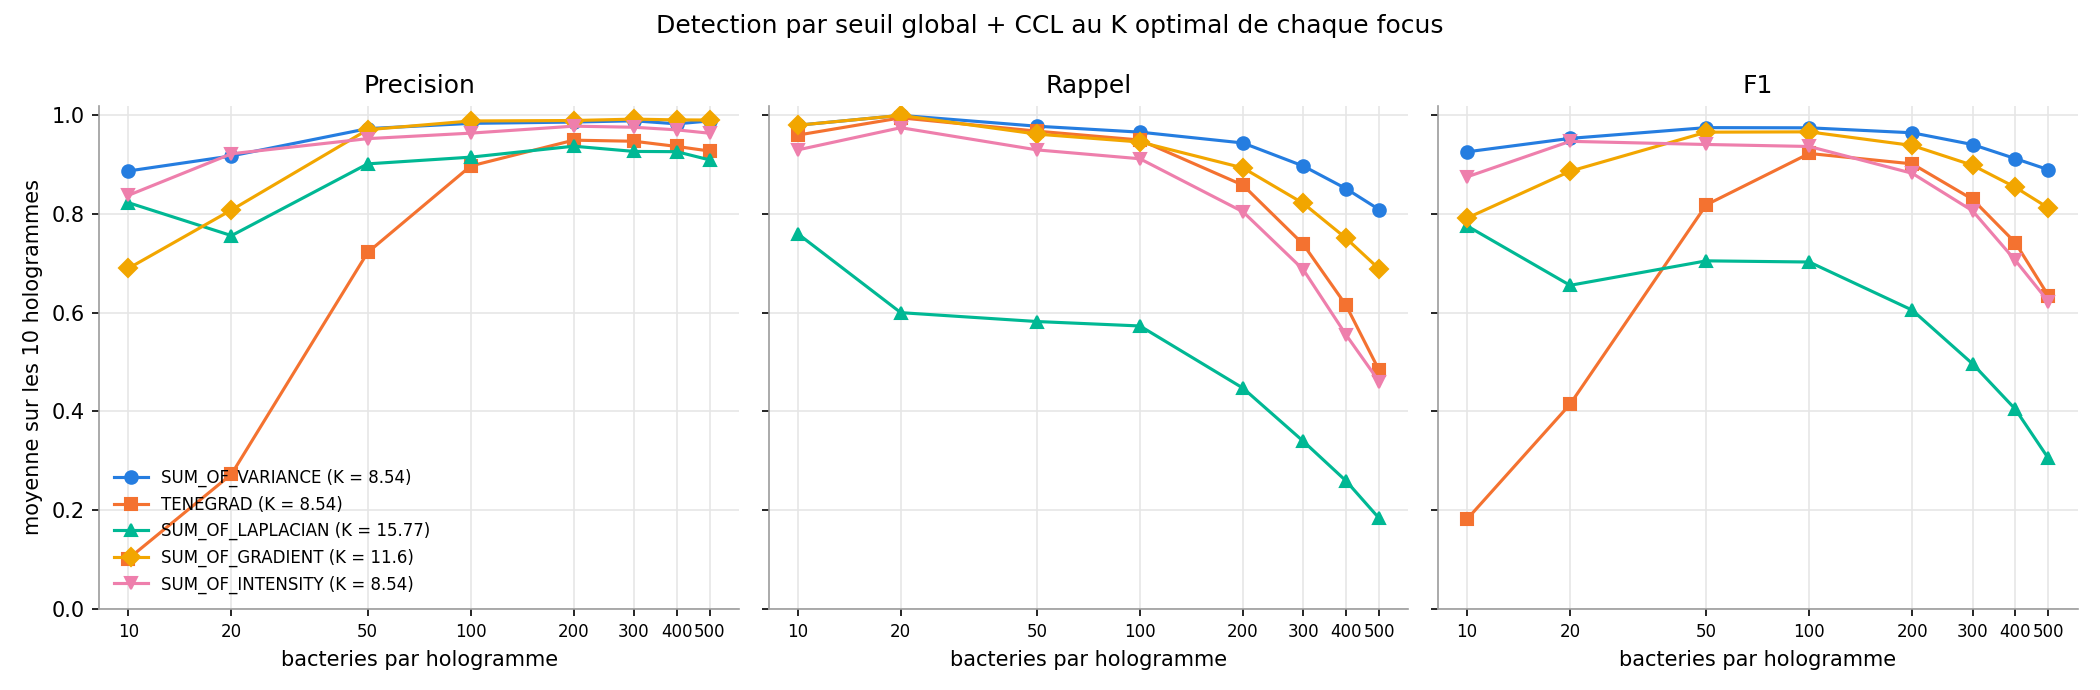 Detection par seuil global + CCL au K optimal de chaque focus
Precision
moyenne sur les 10 hologrammes
1.0
0.8
0.6
0.4
0.2
0.0
SUM_OF_VARIANCE (K = 8.54)
TENEGRAD (K = 8.54)
SUM_OF_LAPLACIAN (K = 15.77)
SUM_OF_GRADIENT (K = 11.6)
SUM_OF_INTENSITY (K = 8.54)
10 20 50 100 200 300 400 500
bacteries par hologramme
Rappel
10 20 50 100 200 300 400 500
bacteries par hologramme
F1
10 20 50 100 200 300 400 500
bacteries par hologramme